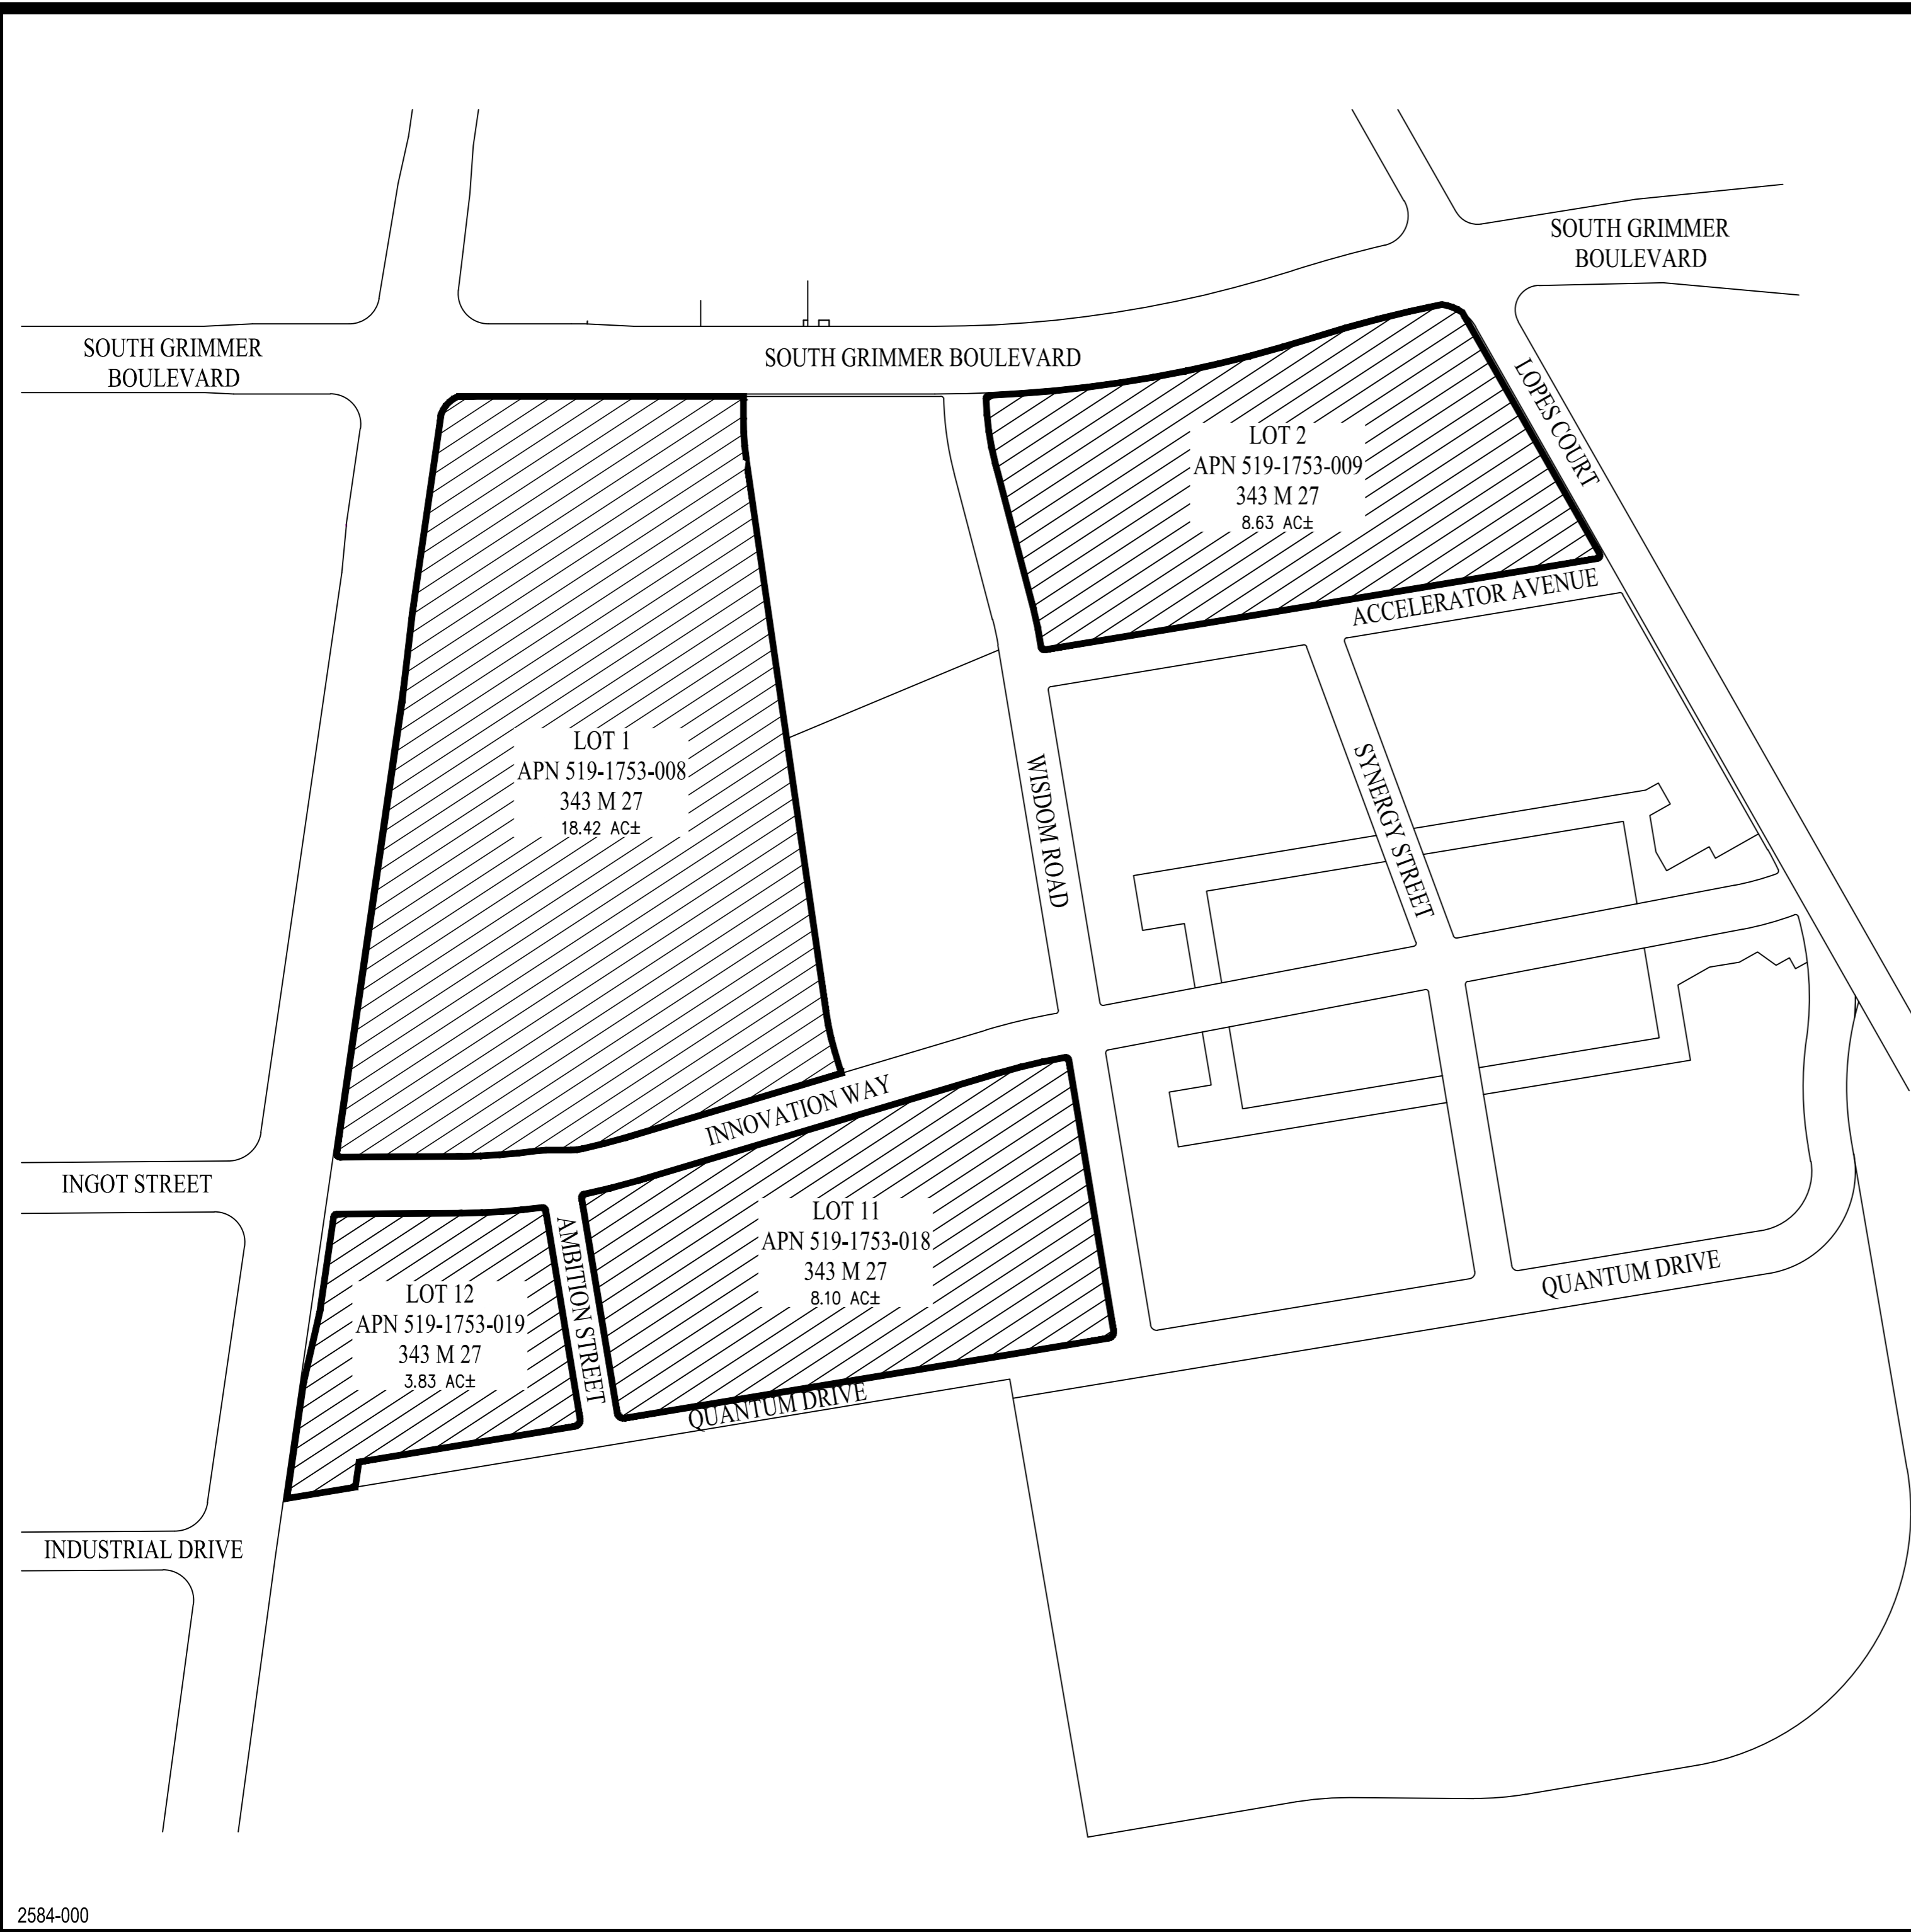 SOUTH GRIMMER
BOULEVARD
SOUTH GRIMMER
BOULEVARD
SOUTH GRIMMER BOULEVARD
LOPES COURT
LOT 2
APN 519-1753-009
343 M 27
8.63 AC±
ACCELERATOR AVENUE
LOT 1
APN 519-1753-008
343 M 27
18.42 AC±
WISDOM ROAD
SYNERGY STREET
INNOVATION WAY
INGOT STREET
LOT 11
APN 519-1753-018
343 M 27
8.10 AC±
AMBITION STREET
LOT 12
APN 519-1753-019
343 M 27
3.83 AC±
QUANTUM DRIVE
QUANTUM DRIVE
INDUSTRIAL DRIVE
2584-000